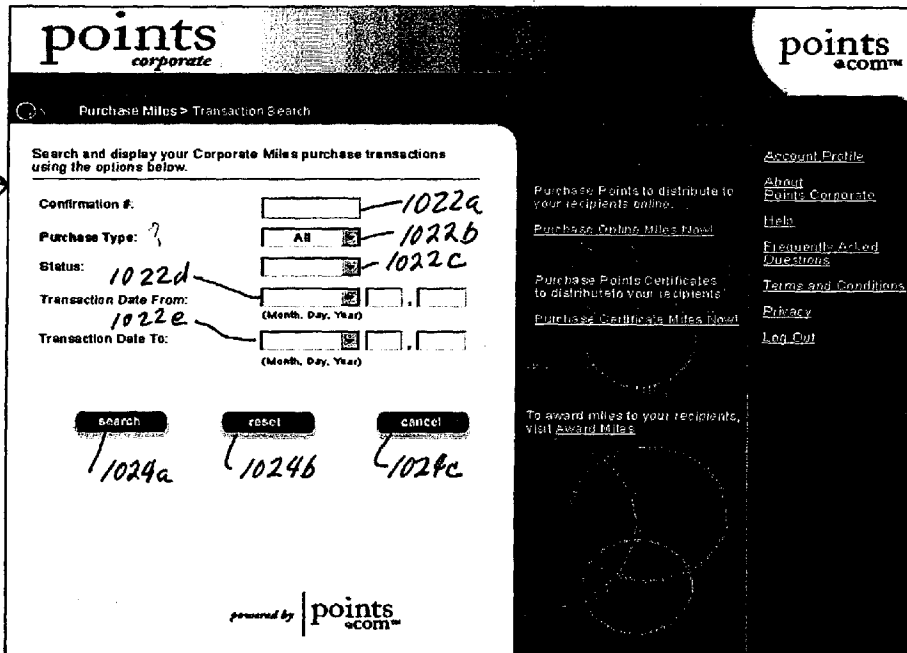 points
corporate
points
.com™
Purchase Miles > Transaction Search
Search and display your Corporate Miles purchase transactions
using the options below.
Confirmation #: 1022a
Purchase Type: ? All 1022b
Status: 1022c
1022d
Transaction Date From:
(Month, Day, Year)
1022e
Transaction Date To:
(Month, Day, Year)
search reset cancel
1024a 1024b 1024c
powered by points
.com™
Purchase Points to distribute to
your recipients online.
Purchase Online Miles Now!
Purchase Points Certificates
to distributeto your recipients
Purchase Certificate Miles Now!
To award miles to your recipients,
visit Award Miles
Account Profile
About
Points Corporate
Help
Frequently Asked
Questions
Terms and Conditions
Privacy
Log Out